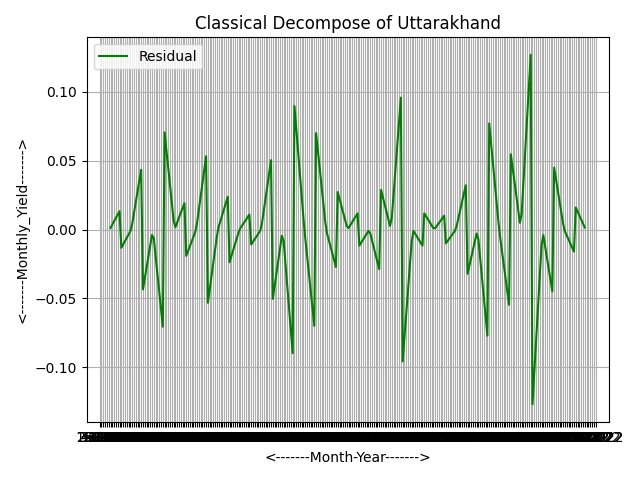 Classical Decompose of Uttarakhand
Residual
0.10
0.05
0.00
−0.05
−0.10
<------Monthly_Yield------->
<-------Month-Year------->